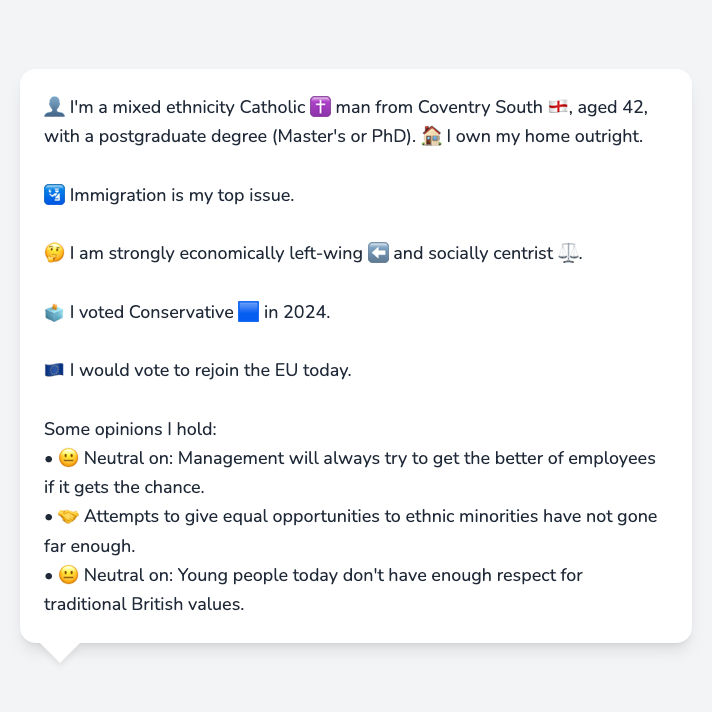 👤 I'm a mixed ethnicity Catholic ✝️ man from Coventry South 🏴󠁧󠁢󠁥󠁮󠁧󠁿, aged 42,
with a postgraduate degree (Master's or PhD). 🏠 I own my home outright.
🛂 Immigration is my top issue.
🤔 I am strongly economically left-wing ⬅️ and socially centrist ⚖️.
🗳️ I voted Conservative 🟦 in 2024.
🇪🇺 I would vote to rejoin the EU today.
Some opinions I hold:
• 😐 Neutral on: Management will always try to get the better of employees
if it gets the chance.
• 🤝 Attempts to give equal opportunities to ethnic minorities have not gone
far enough.
• 😐 Neutral on: Young people today don't have enough respect for
traditional British values.